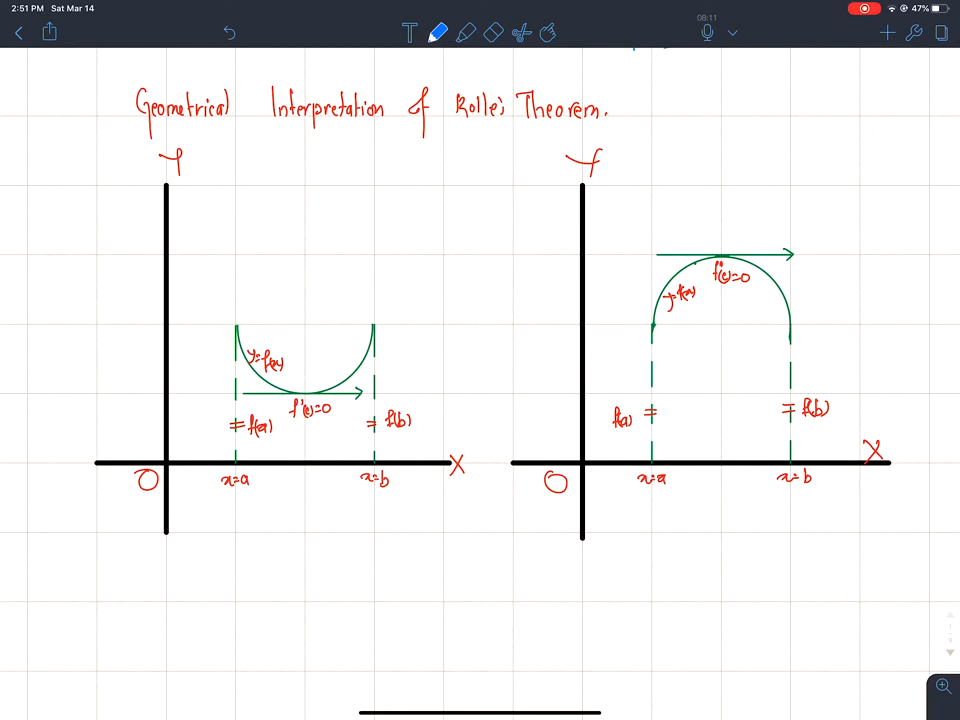 2:51 PM Sat Mar 14
47%
08:11
Geometrical Interpretation of Rolle's Theorem.
Y
Y
f'(c)=0
y=f(x)
y=f(x)
f'(c)=0
f(a)
f(b)
f(a)
f(b)
X
X
O
x=a
x=b
O
x=a
x=b